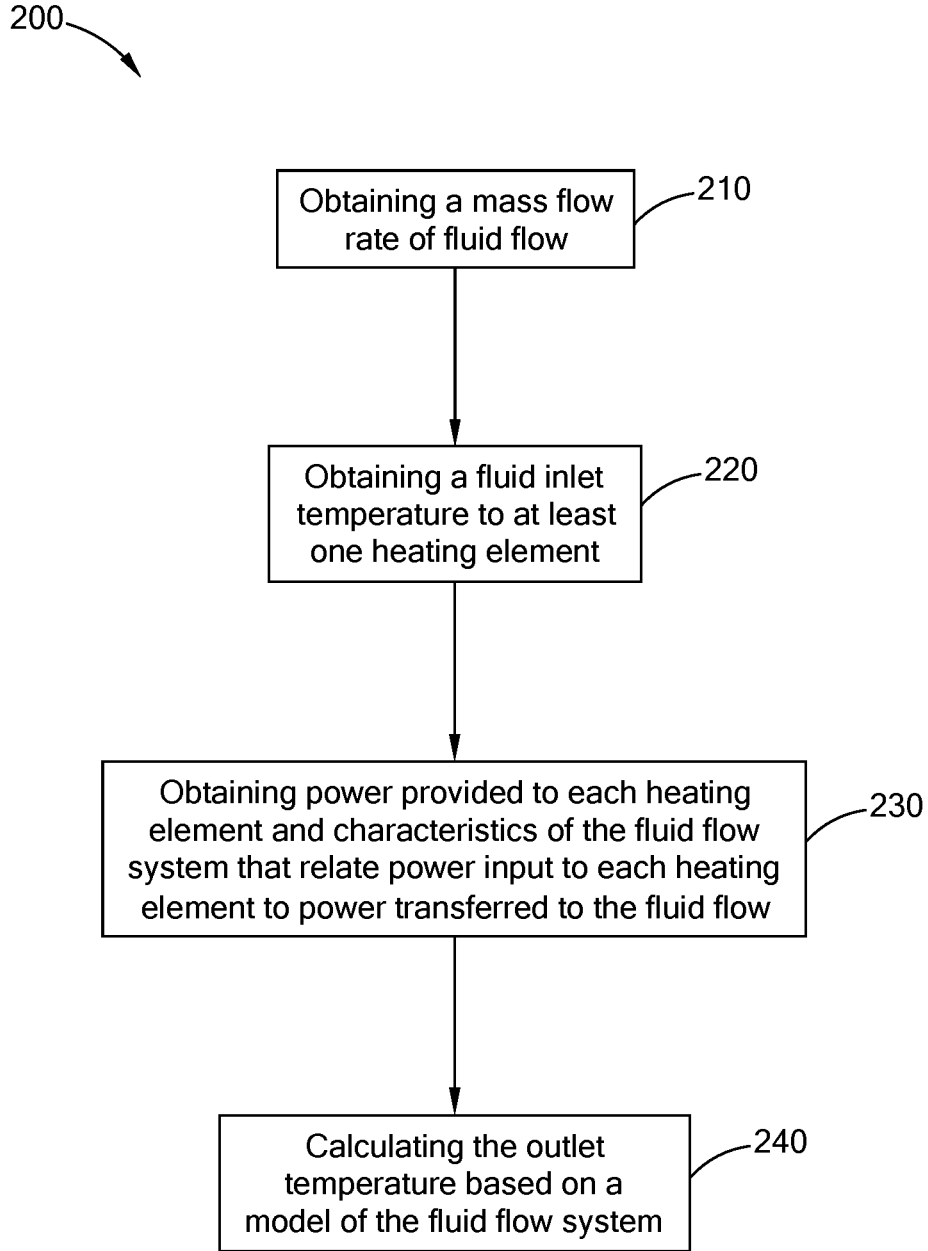 200
Obtaining a mass flow
rate of fluid flow
210
Obtaining a fluid inlet
temperature to at least
one heating element
220
Obtaining power provided to each heating
element and characteristics of the fluid flow
system that relate power input to each heating
element to power transferred to the fluid flow
230
Calculating the outlet
temperature based on a
model of the fluid flow system
240